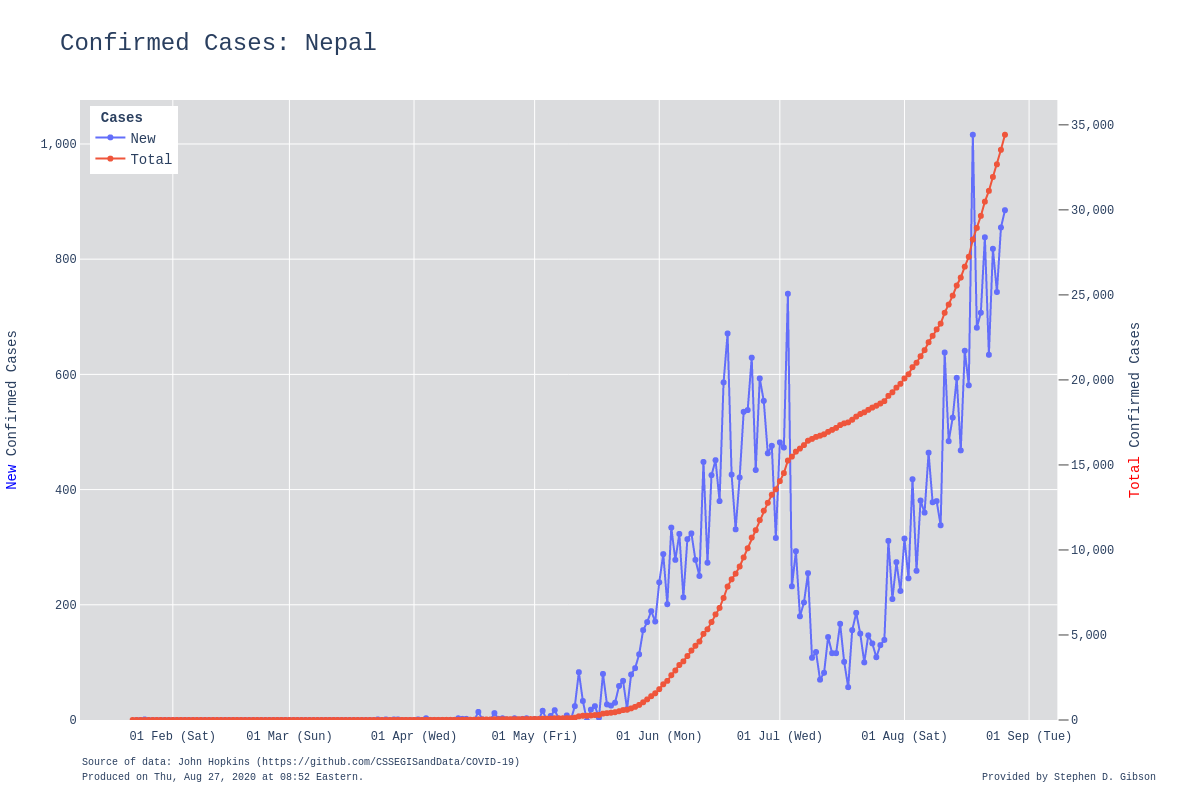 Confirmed Cases: Nepal
Cases
New
Total
1,000
800
600
400
200
0
35,000
30,000
25,000
20,000
15,000
10,000
5,000
0
New Confirmed Cases
Total Confirmed Cases
01 Feb (Sat)
01 Mar (Sun)
01 Apr (Wed)
01 May (Fri)
01 Jun (Mon)
01 Jul (Wed)
01 Aug (Sat)
01 Sep (Tue)
Source of data: John Hopkins (https://github.com/CSSEGISandData/COVID-19)
Produced on Thu, Aug 27, 2020 at 08:52 Eastern.
Provided by Stephen D. Gibson